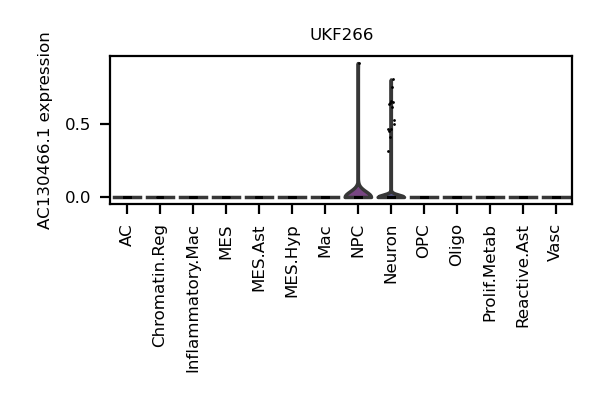 UKF266
AC130466.1 expression
0.5
0.0
AC
Chromatin.Reg
Inflammatory.Mac
MES
MES.Ast
MES.Hyp
Mac
NPC
Neuron
OPC
Oligo
Prolif.Metab
Reactive.Ast
Vasc